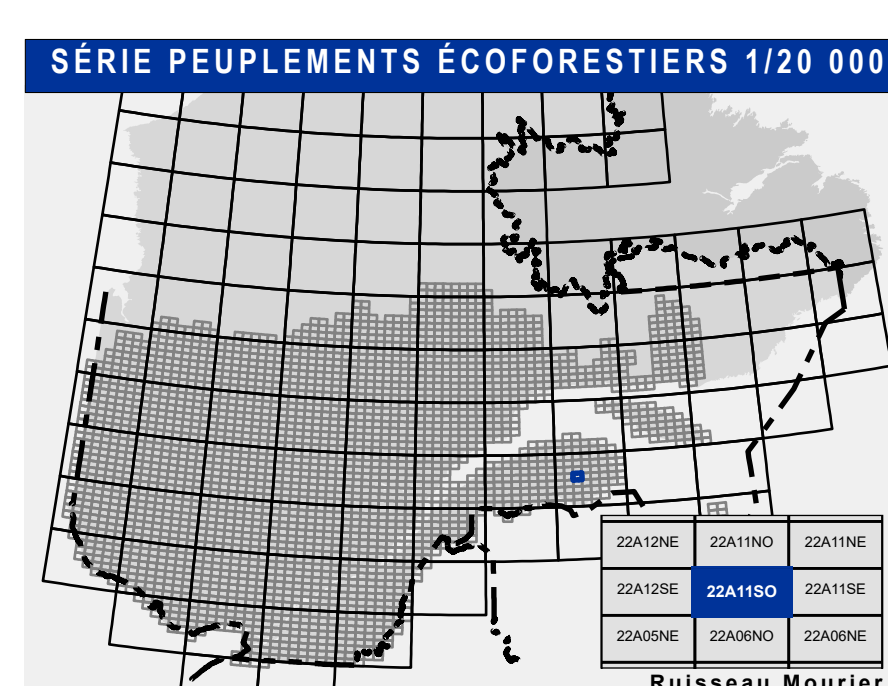 SÉRIE PEUPLEMENTS ÉCOFORESTIERS 1/20 000
22A12NE 22A11NO 22A11NE
22A12SE 22A11SO 22A11SE
22A05NE 22A06NO 22A06NE
Ruisseau Mourier